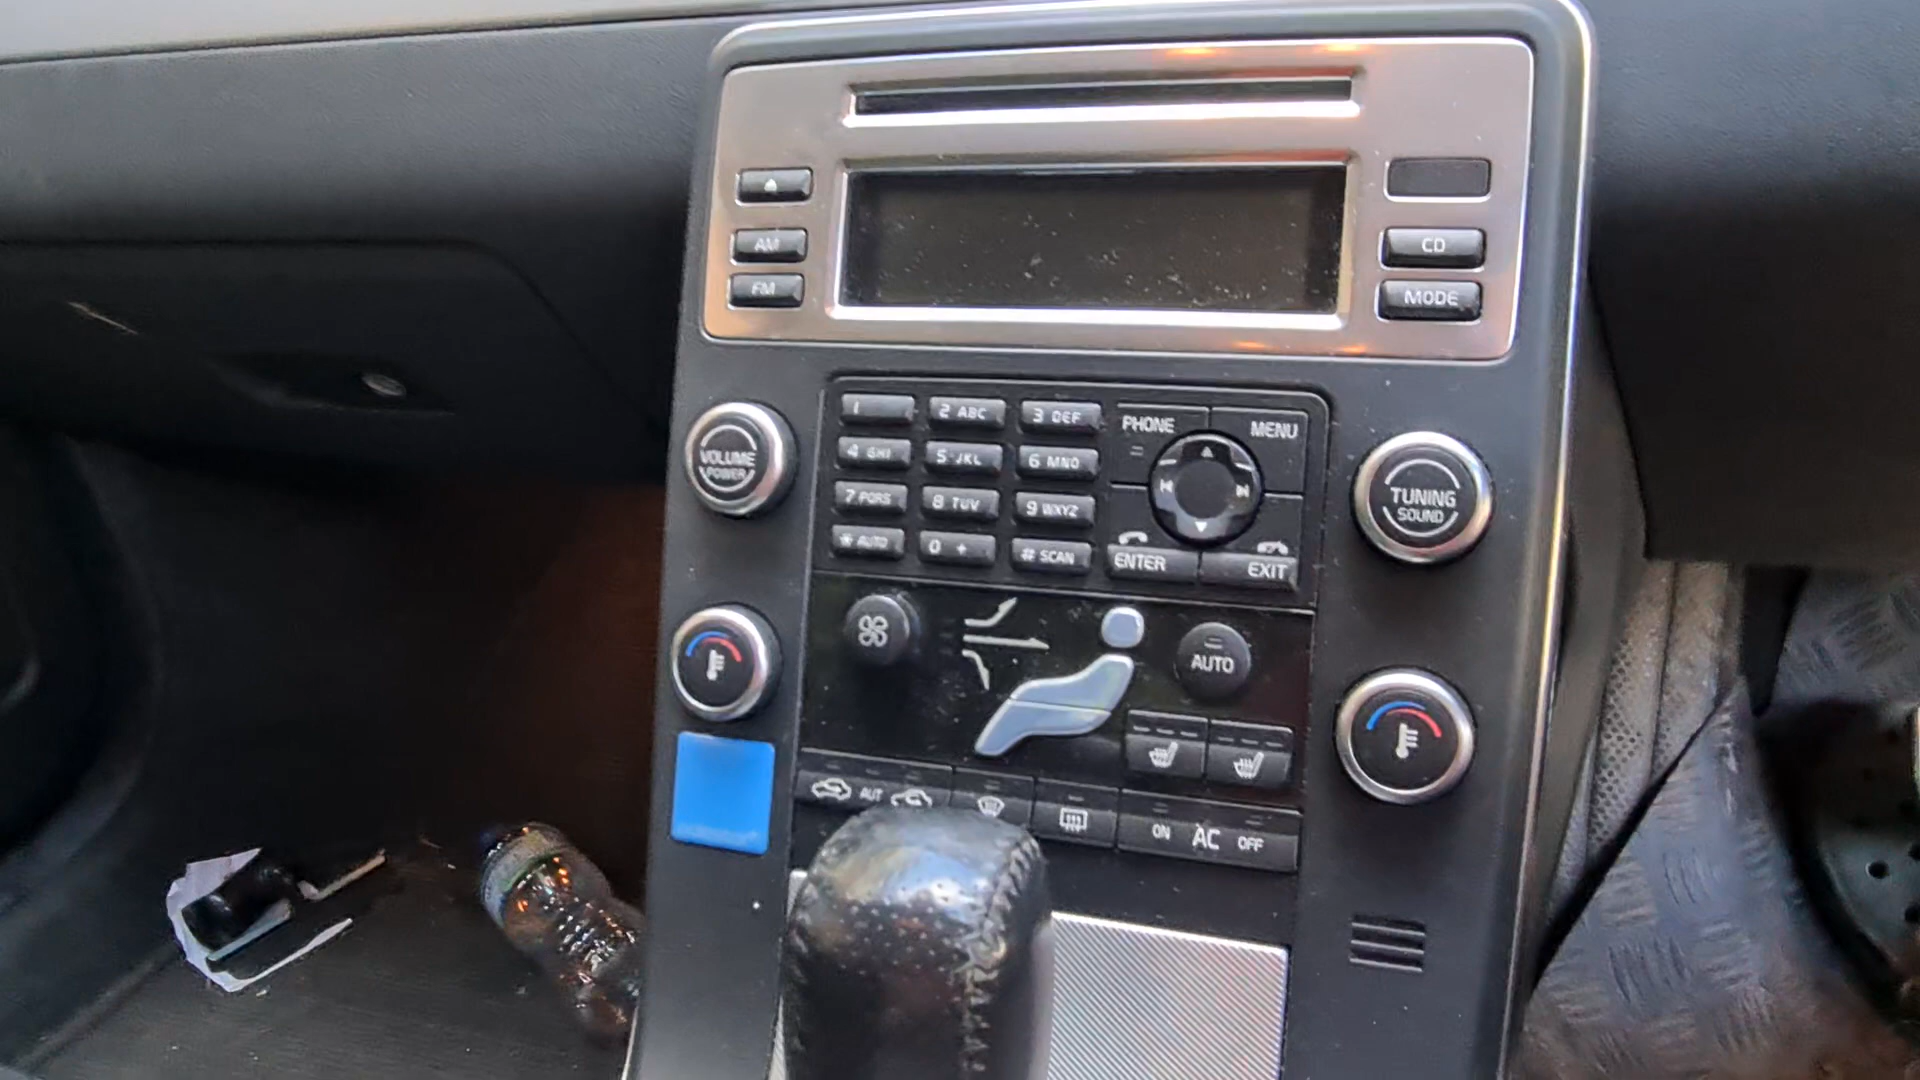 AM
FM
CD
MODE
VOLUME
POWER
1
2 ABC
3 DEF
4 GHI
5 JKL
6 MNO
7 PQRS
8 TUV
9 WXYZ
* AUTO
0 +
# SCAN
PHONE
MENU
ENTER
EXIT
TUNING
SOUND
AUTO
AUT
ON AC OFF